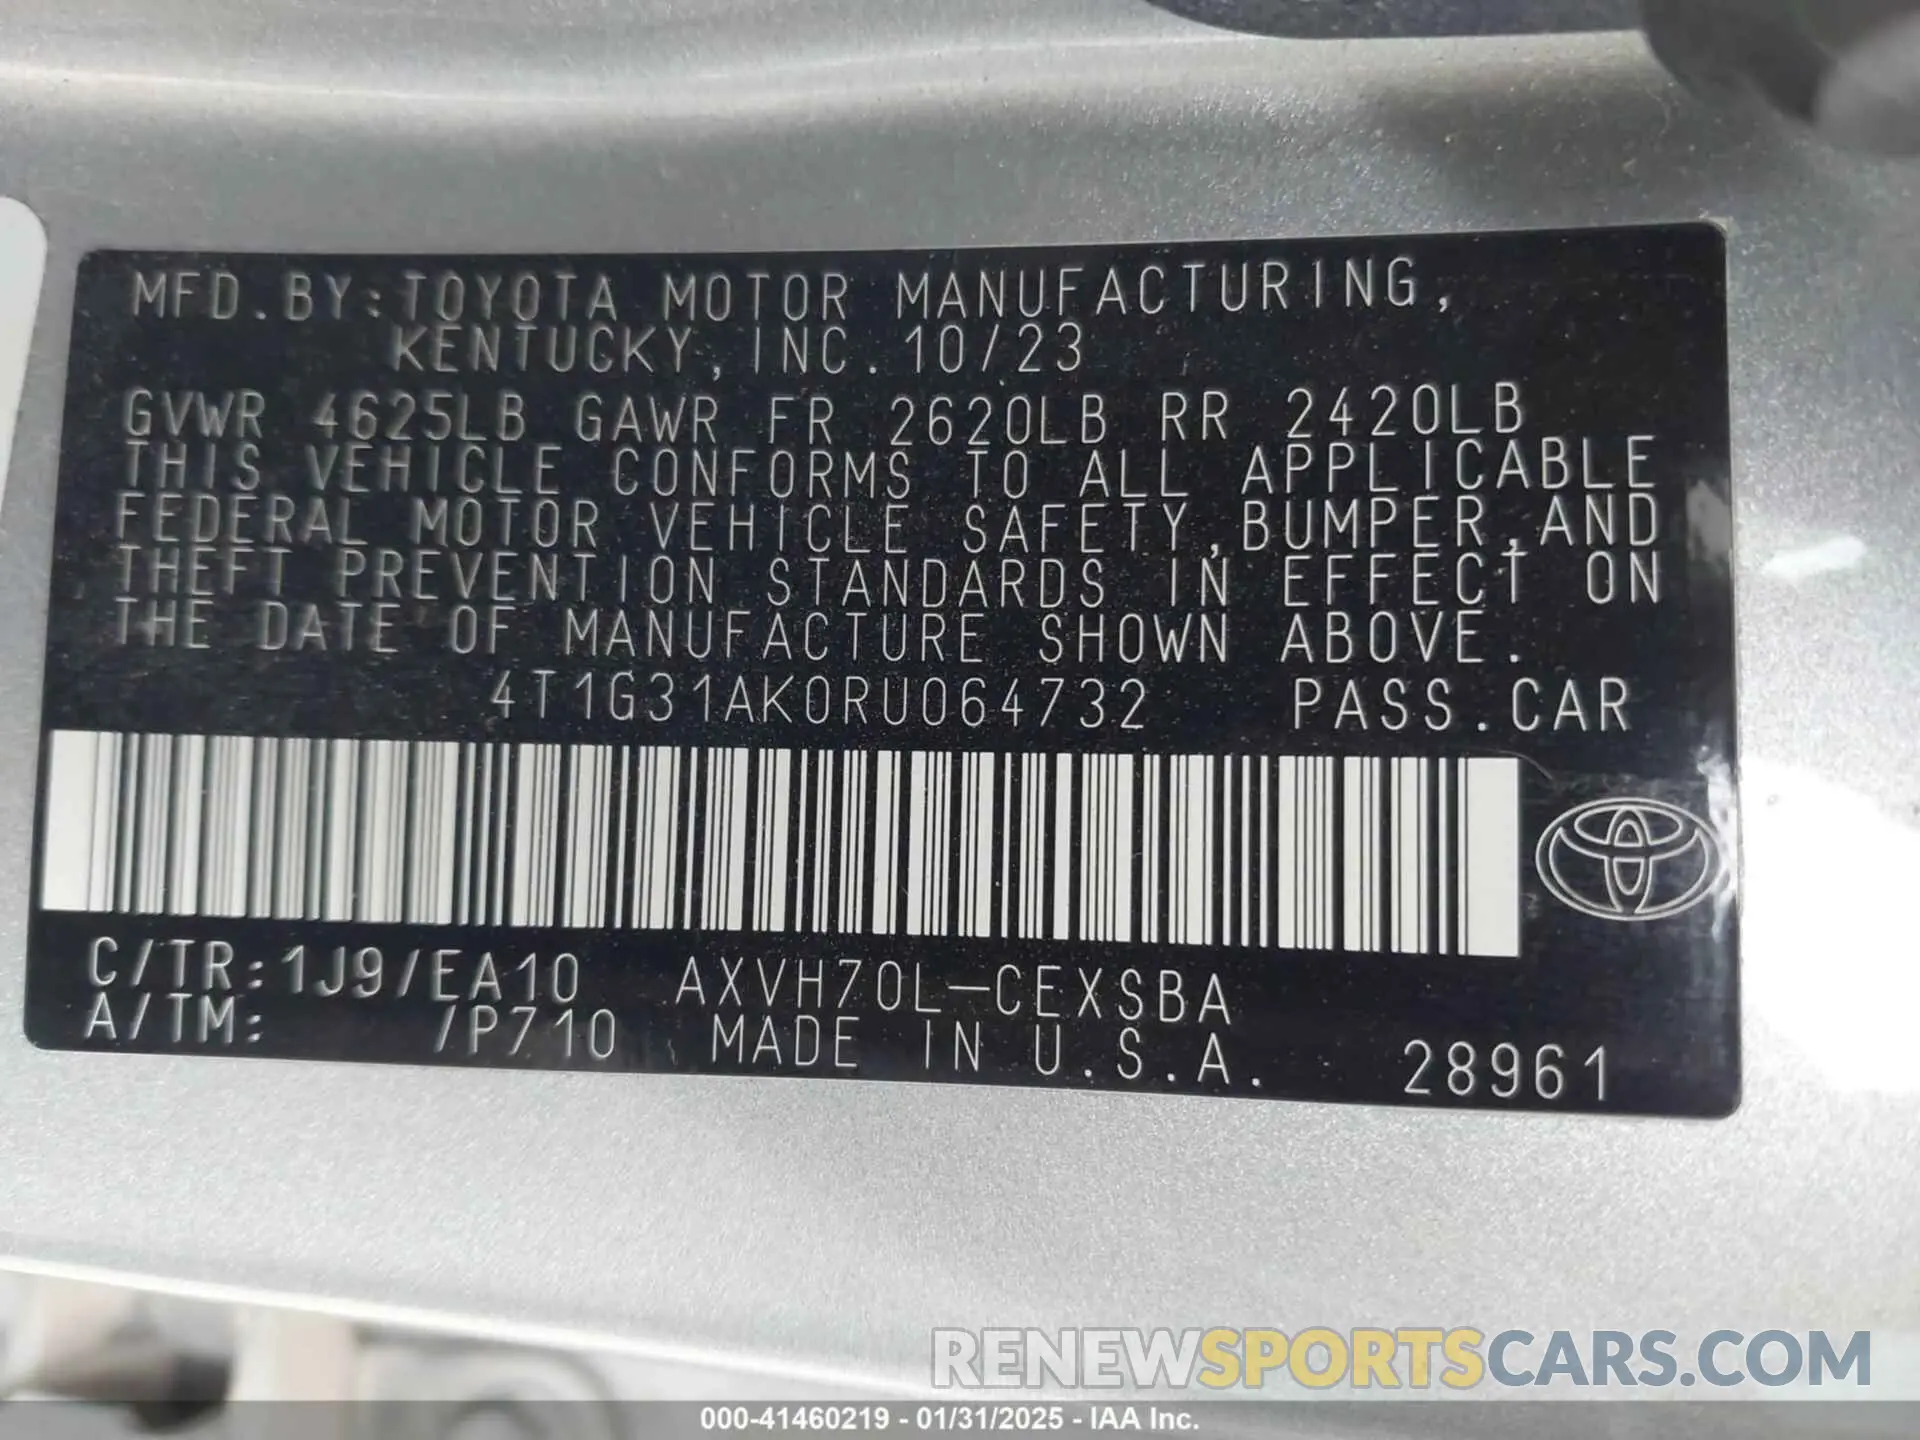 MFD.BY:TOYOTA MOTOR MANUFACTURING,
KENTUCKY, INC. 10/23
GVWR 4625LB GAWR FR 2620LB RR 2420LB
THIS VEHICLE CONFORMS TO ALL APPLICABLE
FEDERAL MOTOR VEHICLE SAFETY,BUMPER,AND
THEFT PREVENTION STANDARDS IN EFFECT ON
THE DATE OF MANUFACTURE SHOWN ABOVE.
4T1G31AK0RU064732 PASS.CAR
C/TR:1J9/EA10 AXVH70L-CEXSBA
A/TM: /P710 MADE IN U.S.A. 28961
RENEWSPORTSCARS.COM
000-41460219 - 01/31/2025 - IAA Inc.